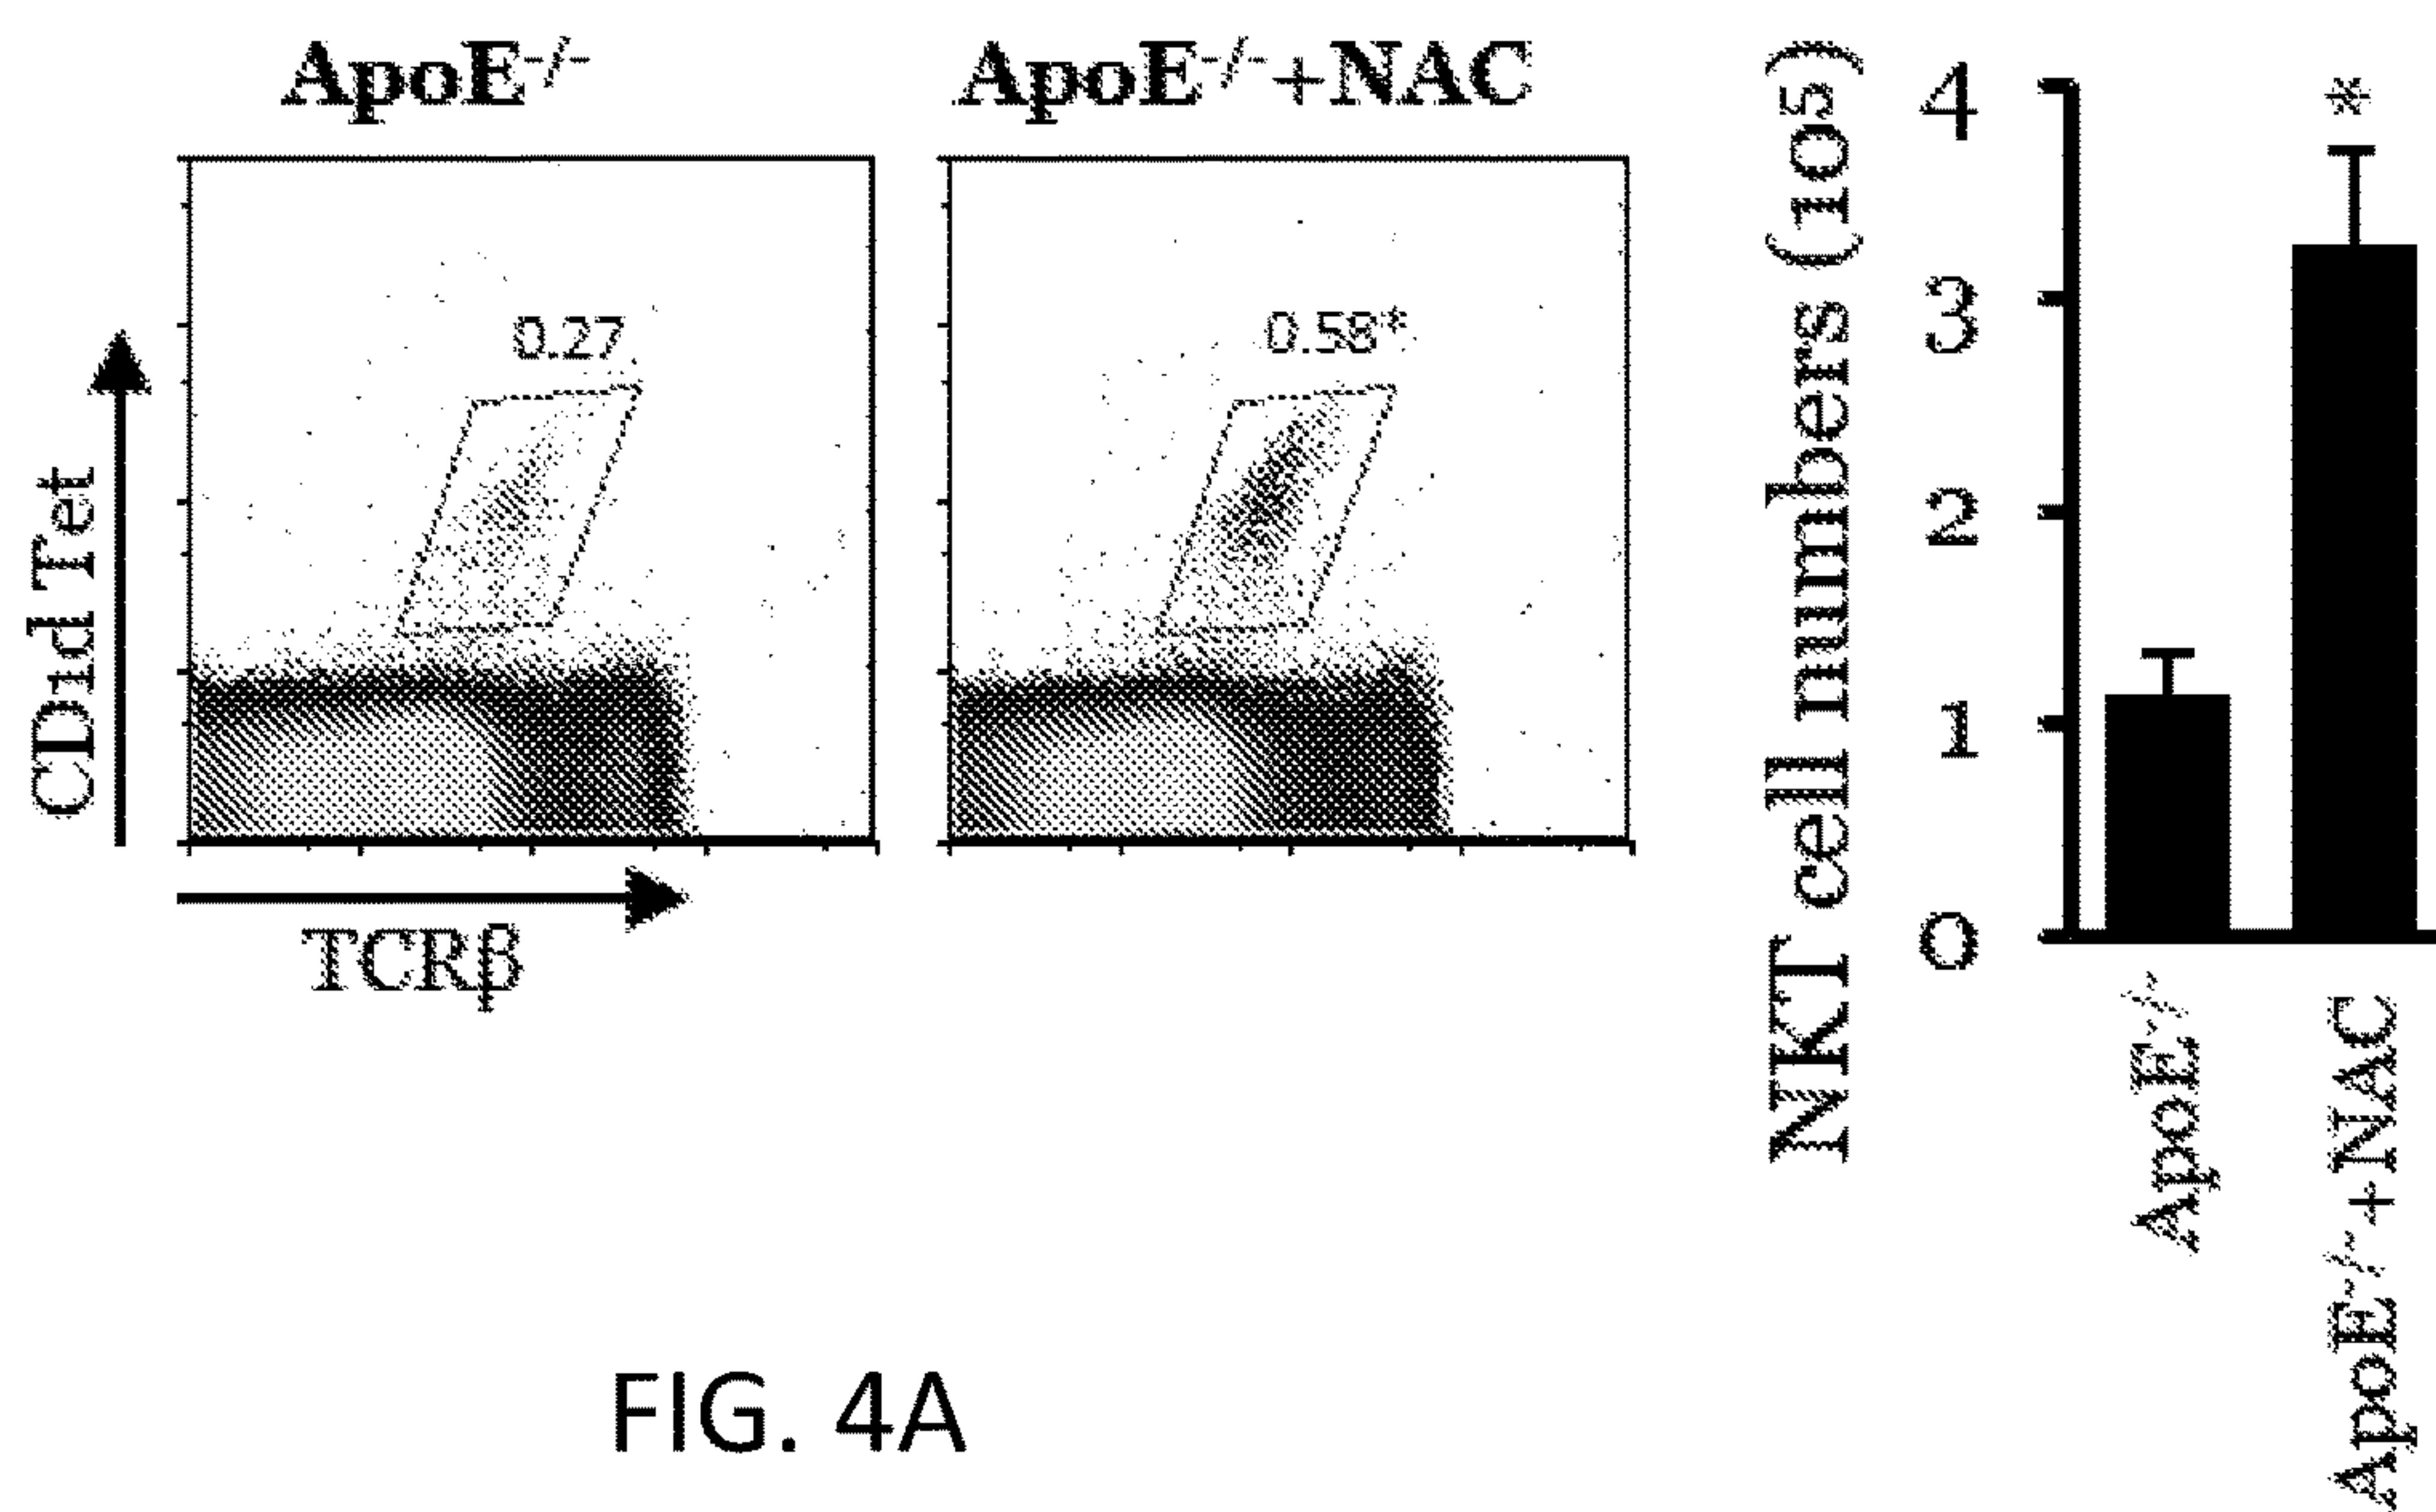 ApoE⁻/⁻
ApoE⁻/⁻+NAC
0.27
0.58*
CD1d Tet
TCRβ
NKT cell numbers (10⁵)
4
3
2
1
0
*
ApoE⁻/⁻
ApoE⁻/⁻+NAC
FIG. 4A